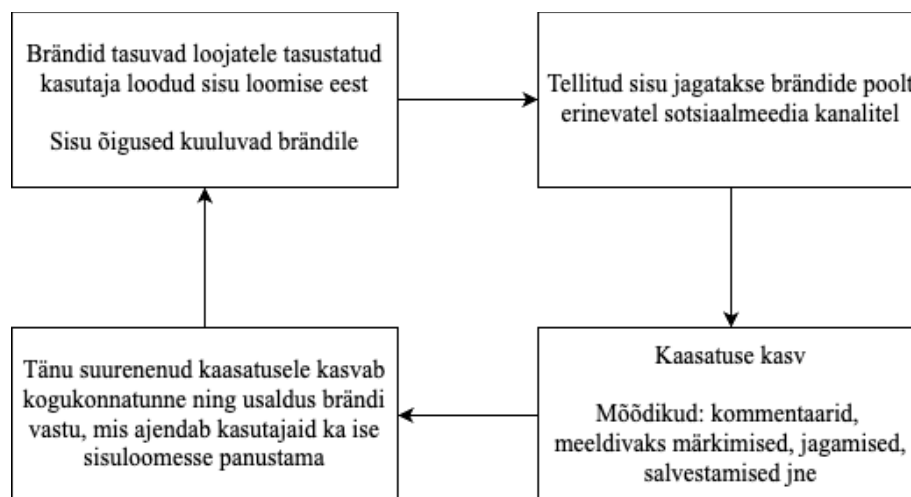 Brändid tasuvad loojatele tasustatud
kasutaja loodud sisu loomise eest
Sisu õigused kuuluvad brändile
Tellitud sisu jagatakse brändide poolt
erinevatel sotsiaalmeedia kanalitel
Kaasatuse kasv
Mõõdikud: kommentaarid,
meeldivaks märkimised, jagamised,
salvestamised jne
Tänu suurenenud kaasatusele kasvab
kogukonnatunne ning usaldus brändi
vastu, mis ajendab kasutajaid ka ise
sisuloomesse panustama